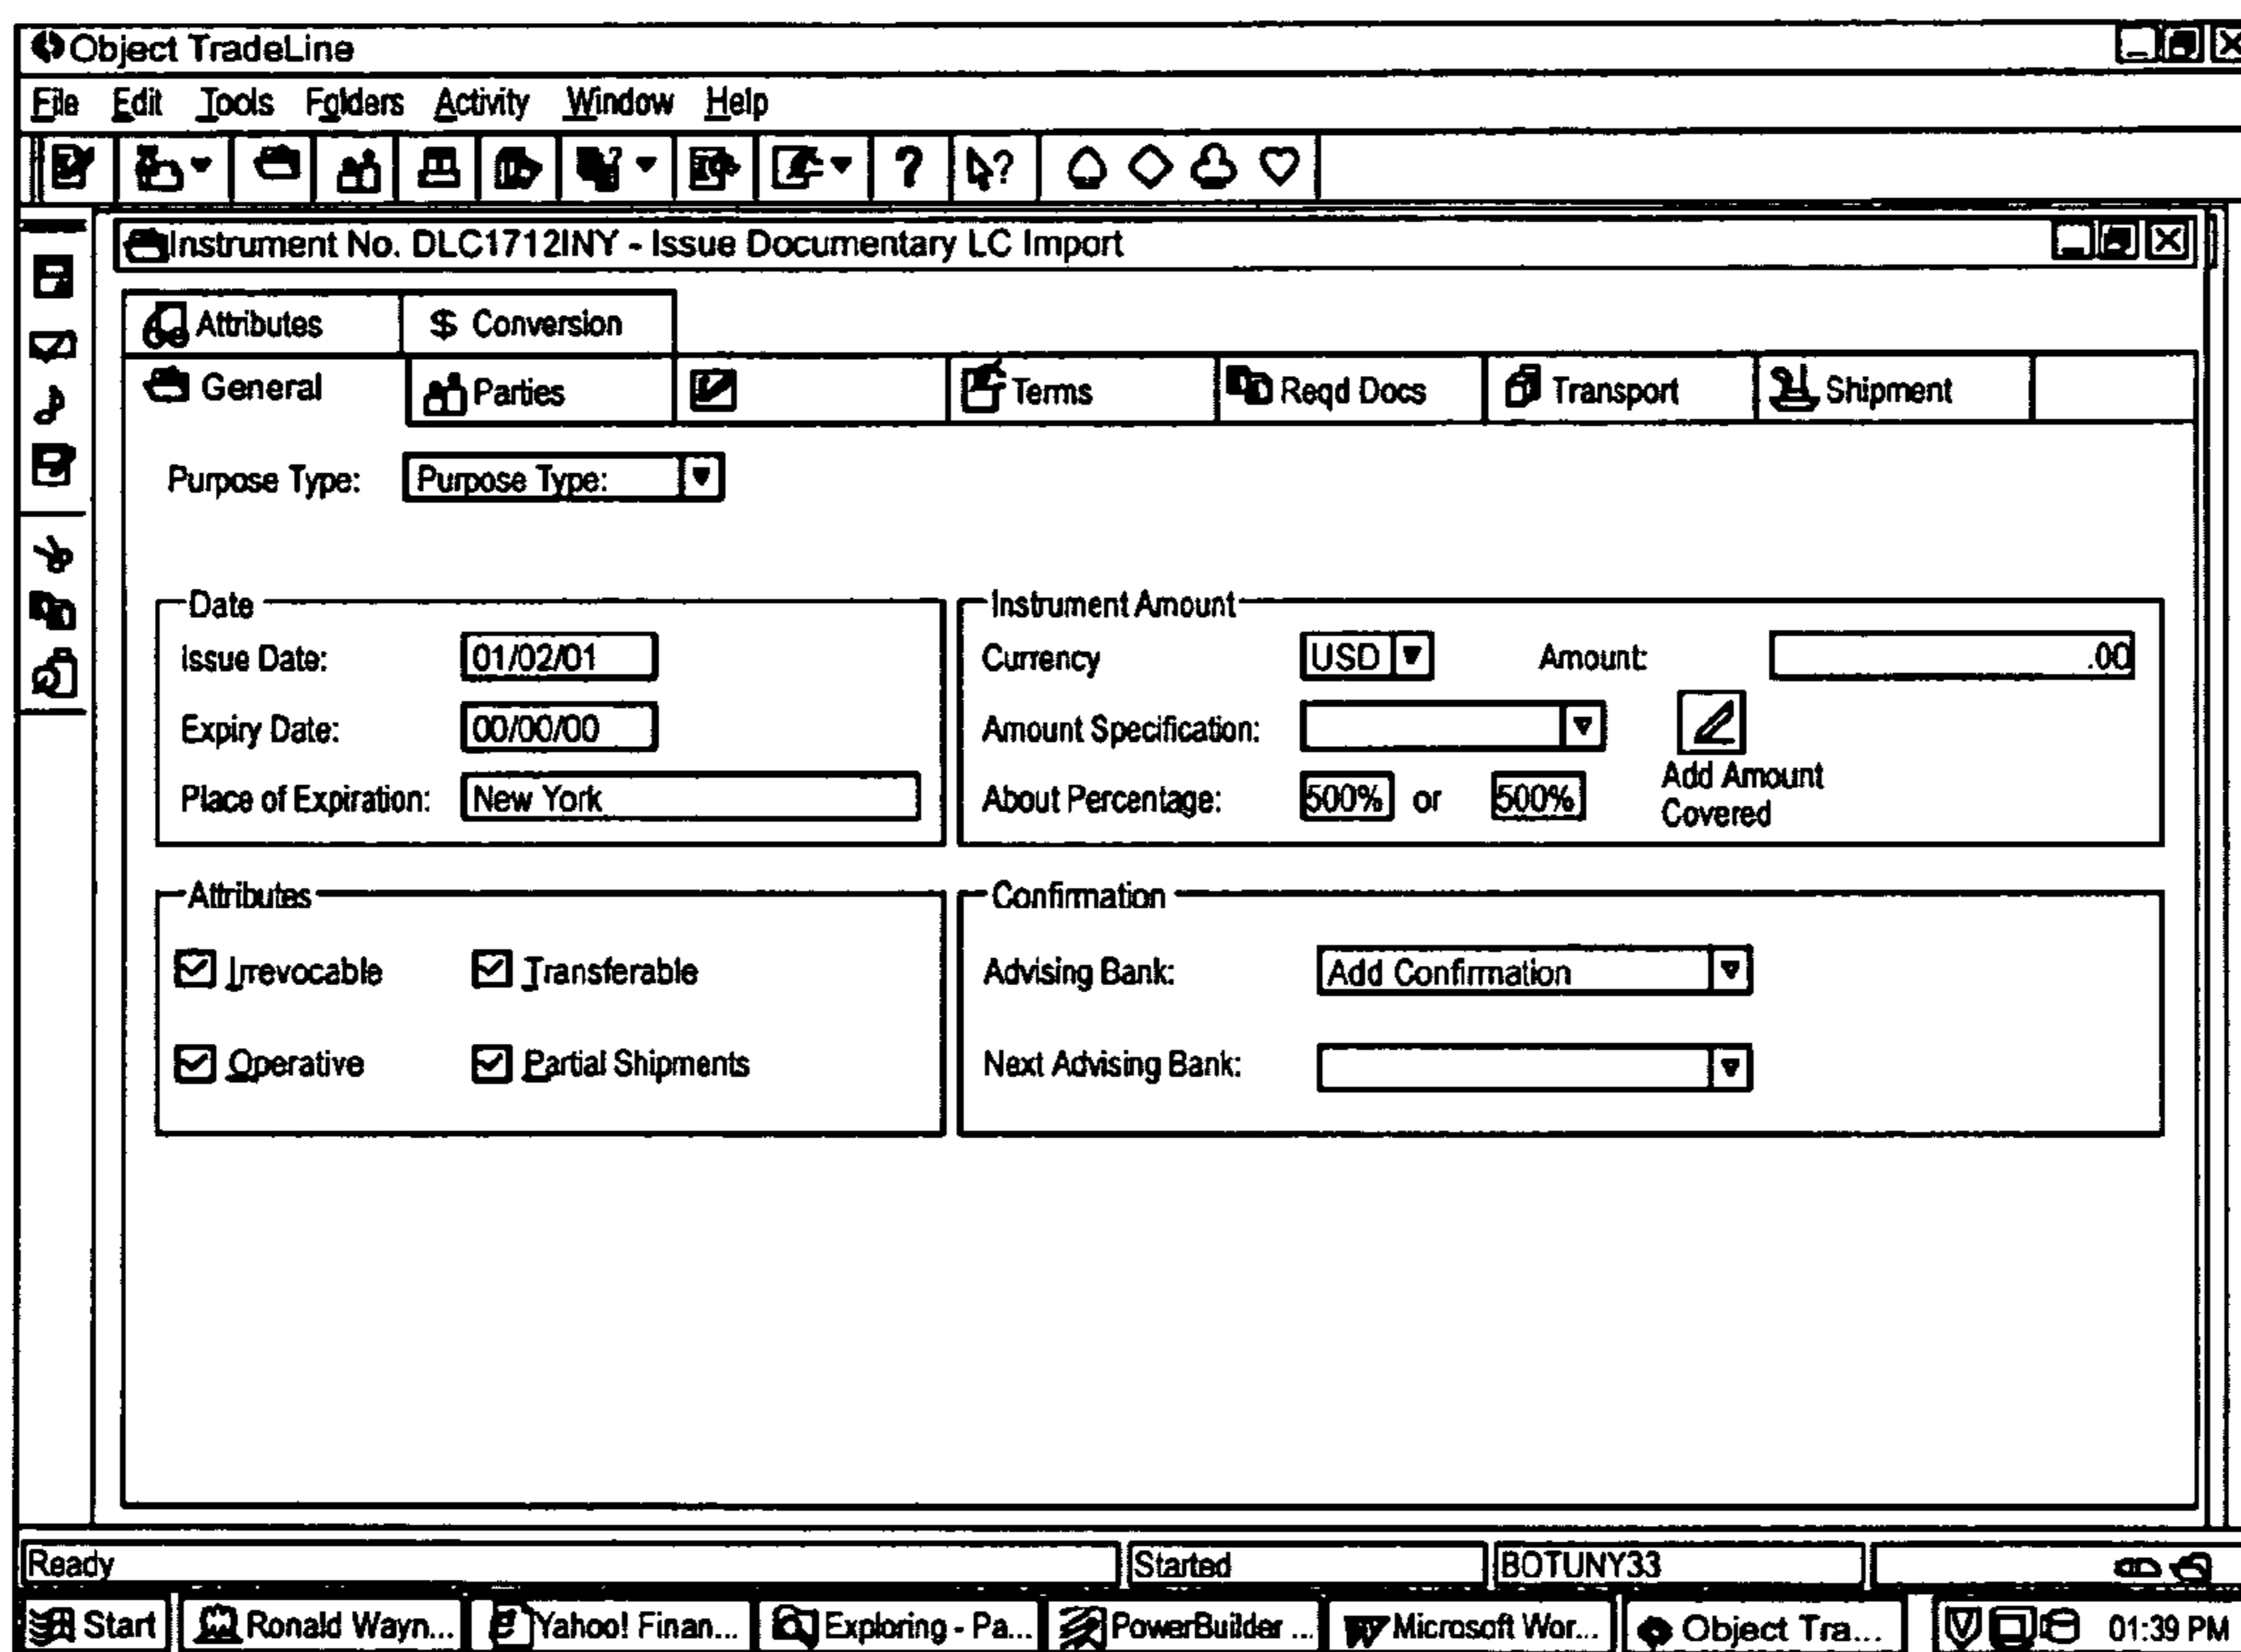 Object TradeLine
File Edit Tools Folders Activity Window Help
Instrument No. DLC1712INY - Issue Documentary LC Import
Attributes $ Conversion
General Parties Terms Reqd Docs Transport Shipment
Purpose Type: Purpose Type:
Date
Issue Date: 01/02/01
Expiry Date: 00/00/00
Place of Expiration: New York
Instrument Amount
Currency USD Amount: .00
Amount Specification:
Add Amount
Covered
About Percentage: 500% or 500%
Attributes
Irrevocable Transferable
Operative Partial Shipments
Confirmation
Advising Bank: Add Confirmation
Next Advising Bank:
Ready Started BOTUNY33
Start Ronald Wayn... Yahoo! Finan... Exploring - Pa... PowerBuilder ... Microsoft Wor... Object Tra... 01:39 PM